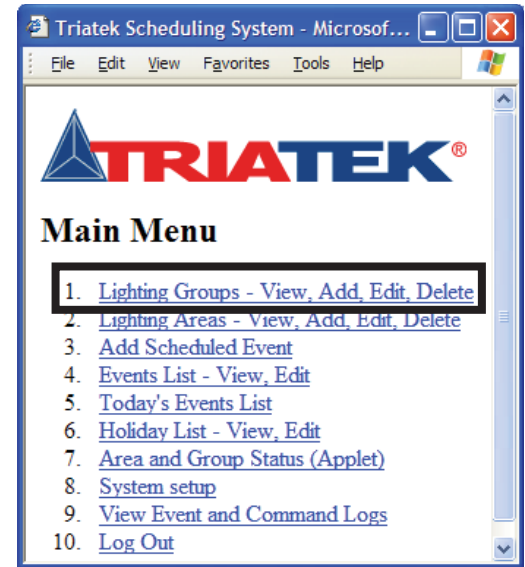 Triatek Scheduling System - Microsof...
File Edit View Favorites Tools Help
TRIATEK®
Main Menu
1. Lighting Groups - View, Add, Edit, Delete
2. Lighting Areas - View, Add, Edit, Delete
3. Add Scheduled Event
4. Events List - View, Edit
5. Today's Events List
6. Holiday List - View, Edit
7. Area and Group Status (Applet)
8. System setup
9. View Event and Command Logs
10. Log Out